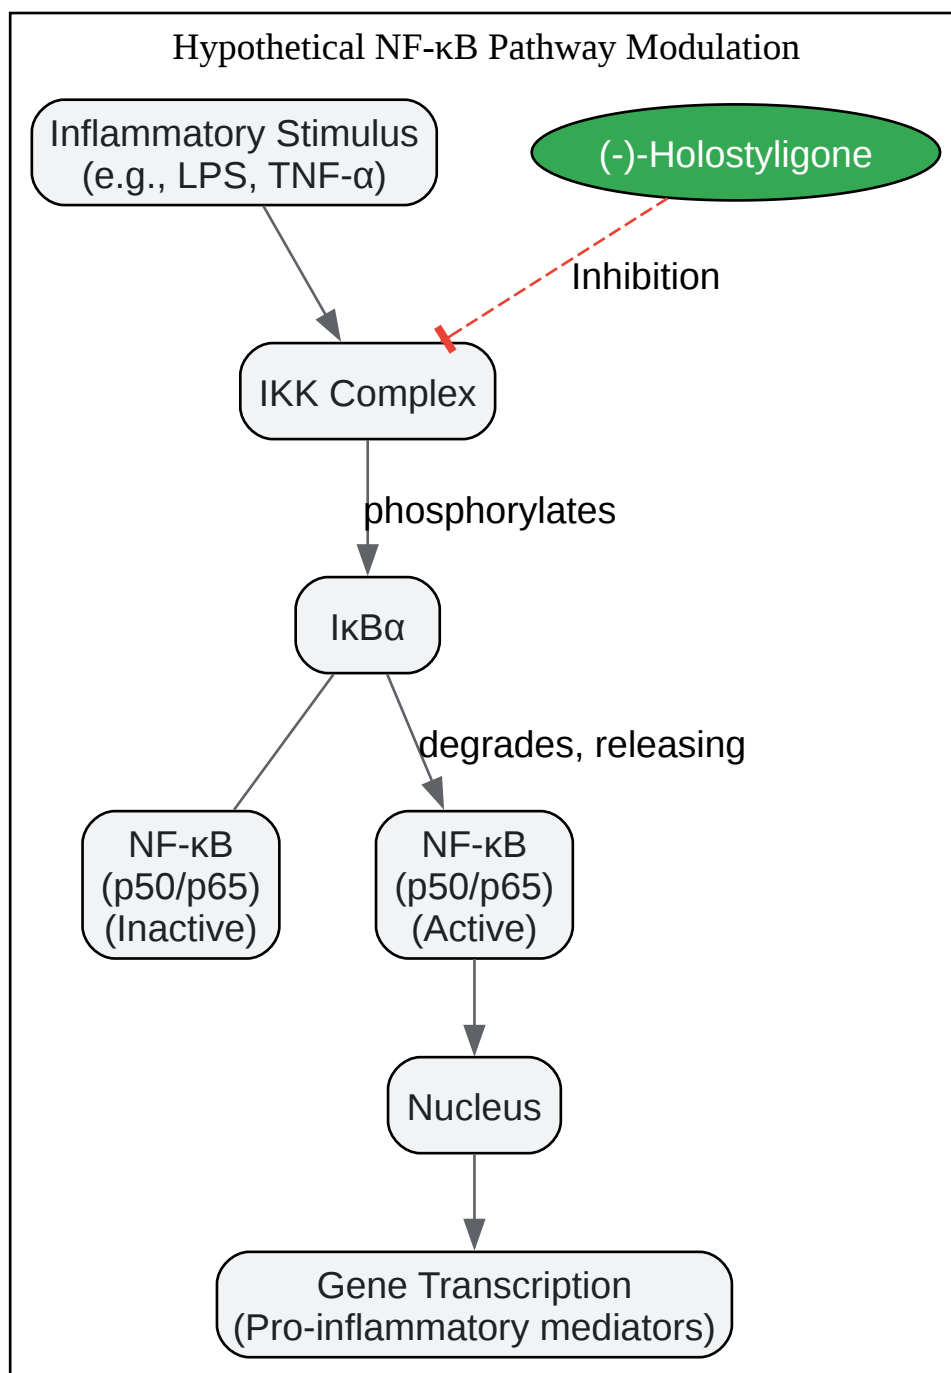 Hypothetical NF-κB Pathway Modulation
Inflammatory Stimulus
(e.g., LPS, TNF-α)
(-)-Holostyligone
Inhibition
IKK Complex
phosphorylates
IκBα
degrades, releasing
NF-κB
(p50/p65)
(Inactive)
NF-κB
(p50/p65)
(Active)
Nucleus
Gene Transcription
(Pro-inflammatory mediators)